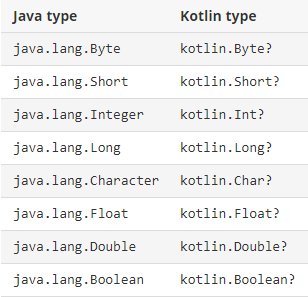 Java type Kotlin type
java.lang.Byte kotlin.Byte?
java.lang.Short kotlin.Short?
java.lang.Integer kotlin.Int?
java.lang.Long kotlin.Long?
java.lang.Character kotlin.Char?
java.lang.Float kotlin.Float?
java.lang.Double kotlin.Double?
java.lang.Boolean kotlin.Boolean?